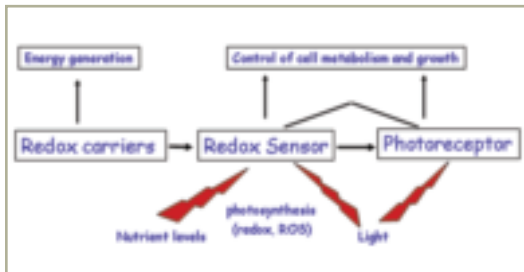 Energy generation
Control of cell metabolism and growth
Redox carriers
Redox Sensor
Photoreceptor
Nutrient levels
photosynthesis
(redox, ROS)
Light